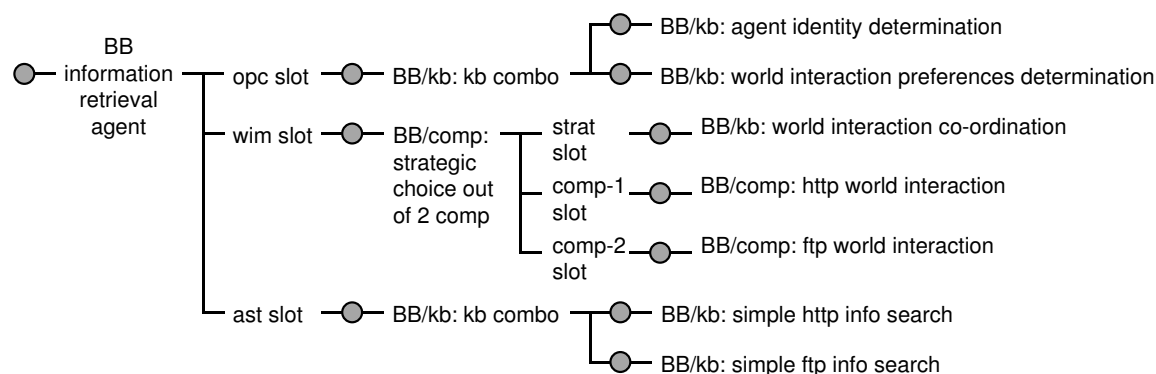 BB
information
retrieval
agent
opc slot
BB/kb: kb combo
BB/kb: agent identity determination
BB/kb: world interaction preferences determination
wim slot
BB/comp:
strategic
choice out
of 2 comp
strat
slot
BB/kb: world interaction co-ordination
comp-1
slot
BB/comp: http world interaction
comp-2
slot
BB/comp: ftp world interaction
ast slot
BB/kb: kb combo
BB/kb: simple http info search
BB/kb: simple ftp info search